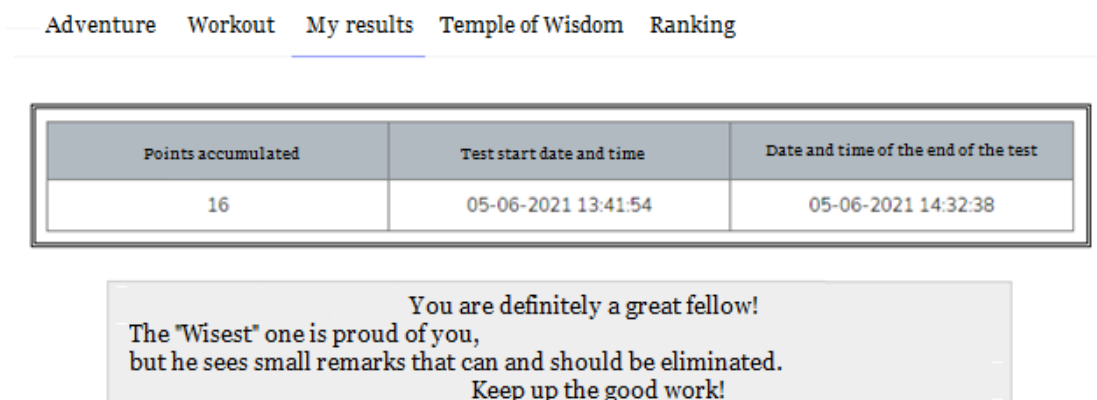 Adventure Workout My results Temple of Wisdom Ranking
Points accumulated Test start date and time Date and time of the end of the test
16 05-06-2021 13:41:54 05-06-2021 14:32:38
You are definitely a great fellow!
The "Wisest" one is proud of you,
but he sees small remarks that can and should be eliminated.
Keep up the good work!